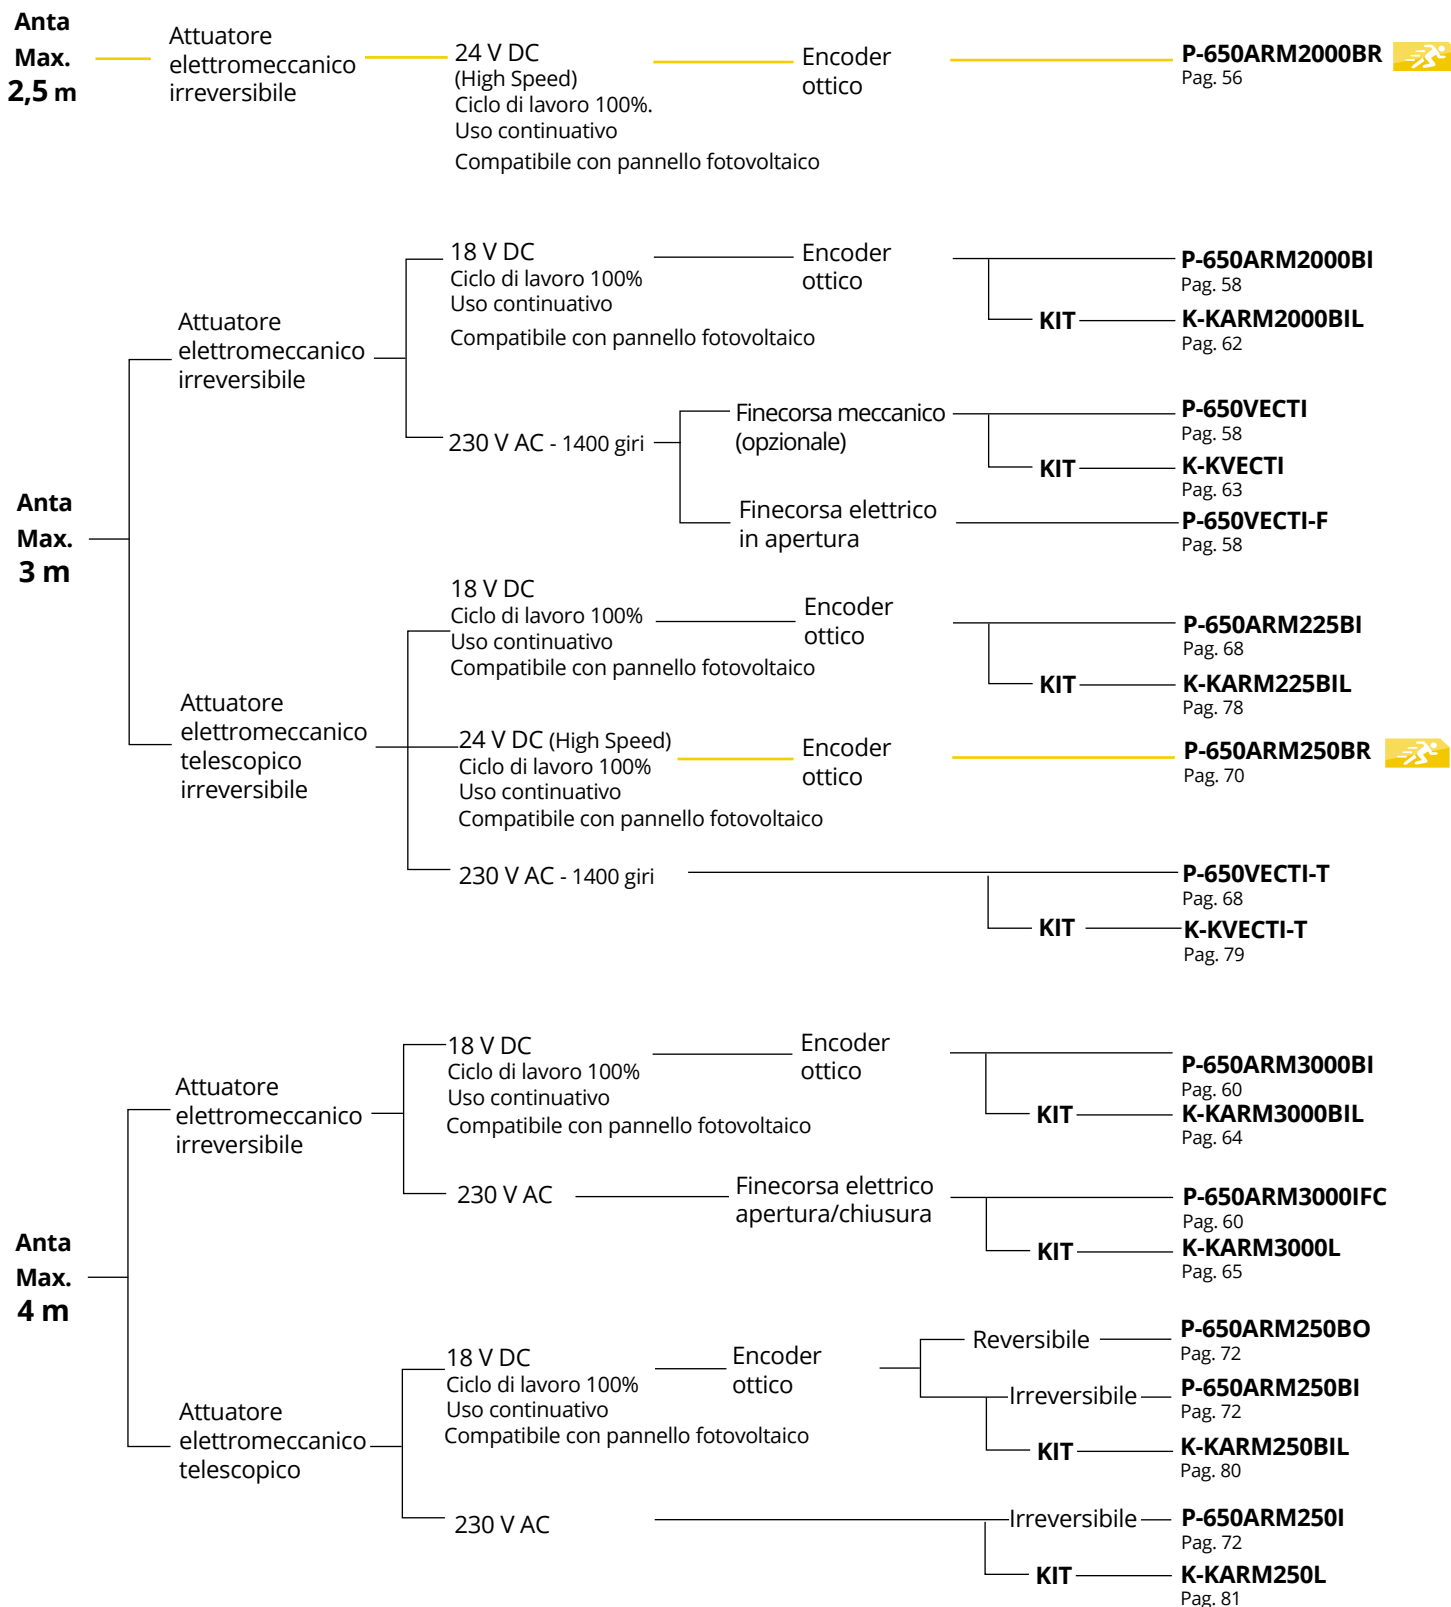 Anta
Max.
2,5 m
Attuatore
elettromeccanico
irreversibile
24 V DC
(High Speed)
Ciclo di lavoro 100%.
Uso continuativo
Compatibile con pannello fotovoltaico
Encoder
ottico
P-650ARM2000BR
Pag. 56
Anta
Max.
3 m
Attuatore
elettromeccanico
irreversibile
18 V DC
Ciclo di lavoro 100%
Uso continuativo
Compatibile con pannello fotovoltaico
Encoder
ottico
P-650ARM2000BI
Pag. 58
KIT
K-KARM2000BIL
Pag. 62
230 V AC - 1400 giri
Finecorsa meccanico
(opzionale)
P-650VECTI
Pag. 58
KIT
K-KVECTI
Pag. 63
Finecorsa elettrico
in apertura
P-650VECTI-F
Pag. 58
Attuatore
elettromeccanico
telescopico
irreversibile
18 V DC
Ciclo di lavoro 100%
Uso continuativo
Compatibile con pannello fotovoltaico
Encoder
ottico
P-650ARM225BI
Pag. 68
KIT
K-KARM225BIL
Pag. 78
24 V DC (High Speed)
Ciclo di lavoro 100%
Uso continuativo
Compatibile con pannello fotovoltaico
Encoder
ottico
P-650ARM250BR
Pag. 70
230 V AC - 1400 giri
P-650VECTI-T
Pag. 68
KIT
K-KVECTI-T
Pag. 79
Anta
Max.
4 m
Attuatore
elettromeccanico
irreversibile
18 V DC
Ciclo di lavoro 100%
Uso continuativo
Compatibile con pannello fotovoltaico
Encoder
ottico
P-650ARM3000BI
Pag. 60
KIT
K-KARM3000BIL
Pag. 64
230 V AC
Finecorsa elettrico
apertura/chiusura
P-650ARM3000IFC
Pag. 60
KIT
K-KARM3000L
Pag. 65
Attuatore
elettromeccanico
telescopico
18 V DC
Ciclo di lavoro 100%
Uso continuativo
Compatibile con pannello fotovoltaico
Encoder
ottico
Reversibile
P-650ARM250BO
Pag. 72
Irreversibile
P-650ARM250BI
Pag. 72
KIT
K-KARM250BIL
Pag. 80
230 V AC
Irreversibile
P-650ARM250I
Pag. 72
KIT
K-KARM250L
Pag. 81